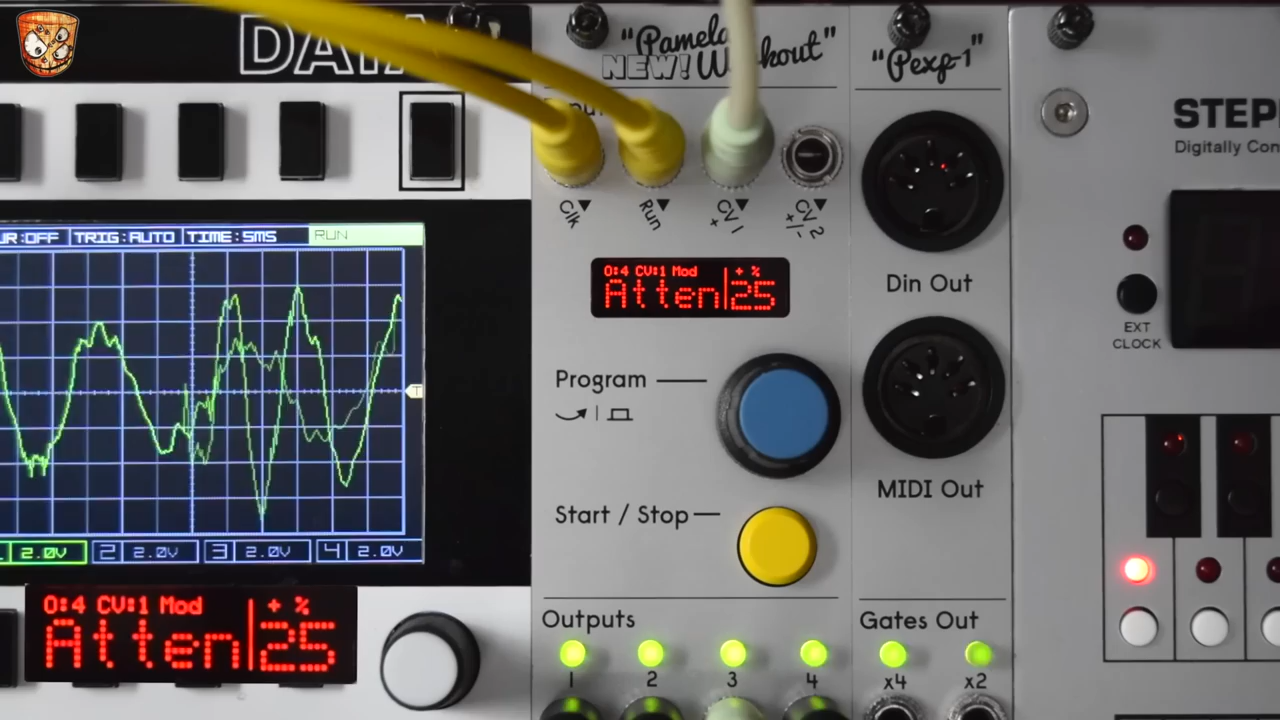 DATA
"Pamela's
NEW! Workout"
"Pexp-1"
STEP
Digitally Con
Clk
Run
CV 1
+
CV 2
+/-
UR:OFF
TRIG:AUTO
TIME:5MS
RUN
T
O:4 CV:1 Mod + %
Atten 25
Din Out
EXT
CLOCK
Program
MIDI Out
Start / Stop
2.0V
2 2.0V
3 2.0V
4 2.0V
O:4 CV:1 Mod + %
Atten 25
Outputs
1 2 3 4
Gates Out
x4 x2